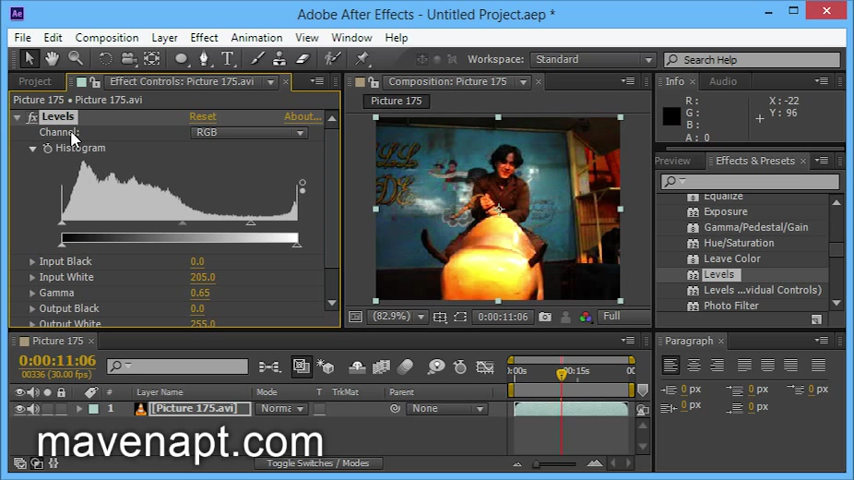 Ae Adobe After Effects - Untitled Project.aep *
File Edit Composition Layer Effect Animation View Window Help
Workspace: Standard Search Help
Project Effect Controls: Picture 175.avi Composition: Picture 175 Info Audio
Picture 175 • Picture 175.avi
Picture 175
R: X: -22
G: Y: 96
B:
A: 0
fx Levels Reset About...
Channel: RGB
Histogram
Input Black 0.0
Input White 205.0
Gamma 0.65
Output Black 0.0
Output White 255.0
(82.9%) 0:00:11:06 Full
Preview Effects & Presets
Equalize
Exposure
Gamma/Pedestal/Gain
Hue/Saturation
Leave Color
Levels
Levels ...vidual Controls)
Photo Filter
Picture 175
0:00:11:06
00336 (30.00 fps)
:00s 00:15s 00
# Layer Name Mode T TrkMat Parent
1 [Picture 175.avi] Norma None
Toggle Switches / Modes
Paragraph
0 px 0 px 0 px
0 px 0 px
mavenapt.com